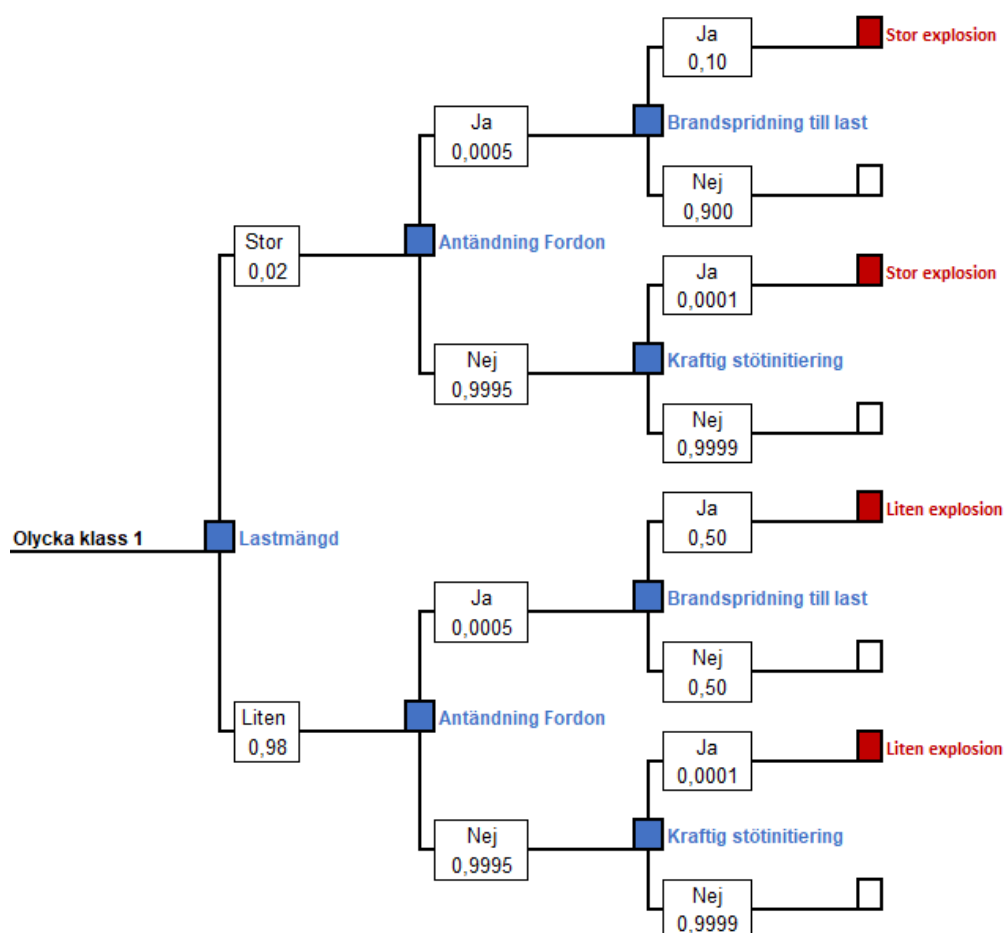 Ja
0,10
Stor explosion
Brandspridning till last
Ja
0,0005
Nej
0,900
Stor
0,02
Antändning Fordon
Ja
0,0001
Stor explosion
Nej
0,9995
Kraftig stötinitiering
Nej
0,9999
Olycka klass 1
Lastmängd
Ja
0,50
Liten explosion
Ja
0,0005
Brandspridning till last
Nej
0,50
Liten
0,98
Antändning Fordon
Ja
0,0001
Liten explosion
Nej
0,9995
Kraftig stötinitiering
Nej
0,9999